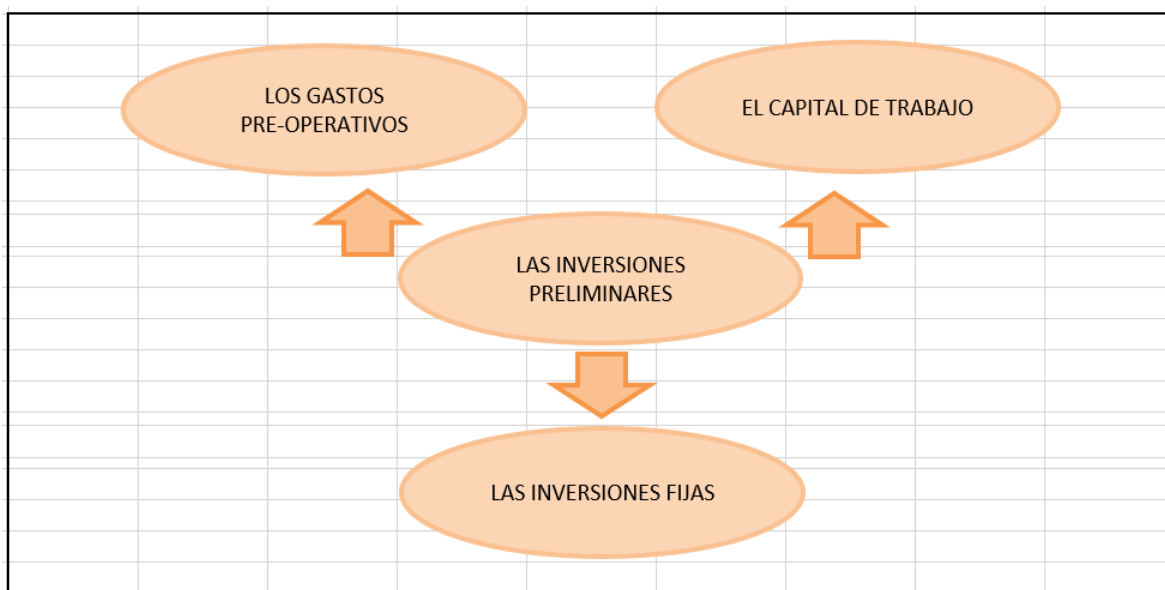 LOS GASTOS
PRE-OPERATIVOS
EL CAPITAL DE TRABAJO
LAS INVERSIONES
PRELIMINARES
LAS INVERSIONES FIJAS